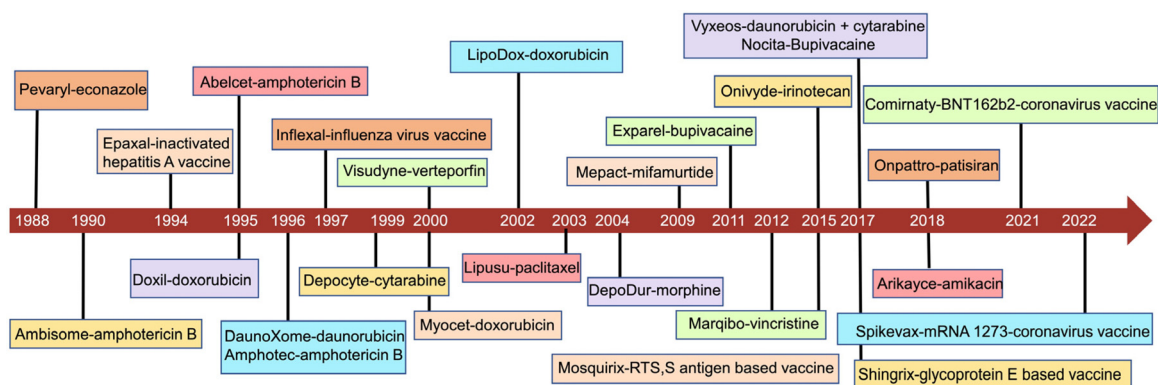 Vyxeos-daunorubicin + cytarabine
Nocita-Bupivacaine
LipoDox-doxorubicin
Pevaryl-econazole
Abelcet-amphotericin B
Onivyde-irinotecan
Comirnaty-BNT162b2-coronavirus vaccine
Epaxal-inactivated
hepatitis A vaccine
Inflexal-influenza virus vaccine
Exparel-bupivacaine
Visudyne-verteporfin
Mepact-mifamurtide
Onpattro-patisiran
1988 1990 1994 1995 1996 1997 1999 2000 2002 2003 2004 2009 2011 2012 2015 2017 2018 2021 2022
Doxil-doxorubicin
Depocyte-cytarabine
Lipusu-paclitaxel
DepoDur-morphine
Arikayce-amikacin
Ambisome-amphotericin B
DaunoXome-daunorubicin
Amphotec-amphotericin B
Myocet-doxorubicin
Marqibo-vincristine
Spikevax-mRNA 1273-coronavirus vaccine
Mosquirix-RTS,S antigen based vaccine
Shingrix-glycoprotein E based vaccine